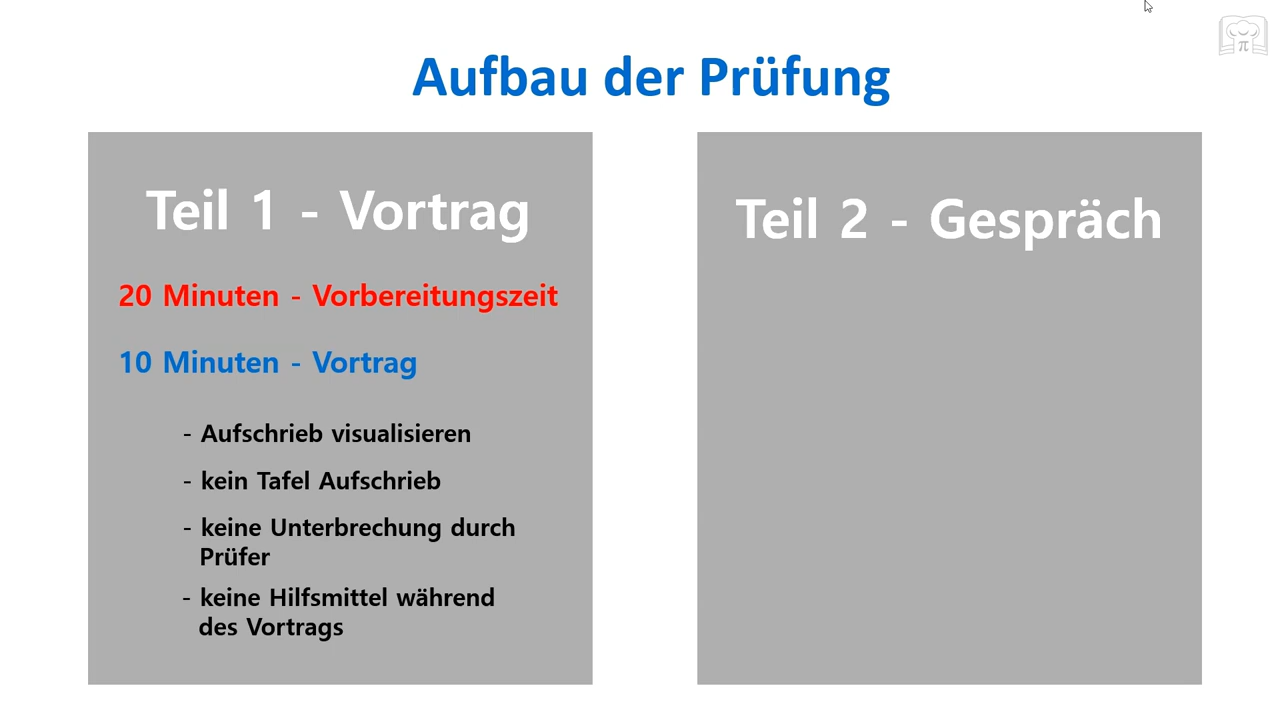 Aufbau der Prüfung
Teil 1 - Vortrag
20 Minuten - Vorbereitungszeit
10 Minuten - Vortrag
- Aufschrieb visualisieren
- kein Tafel Aufschrieb
- keine Unterbrechung durch
Prüfer
- keine Hilfsmittel während
des Vortrags
Teil 2 - Gespräch
π